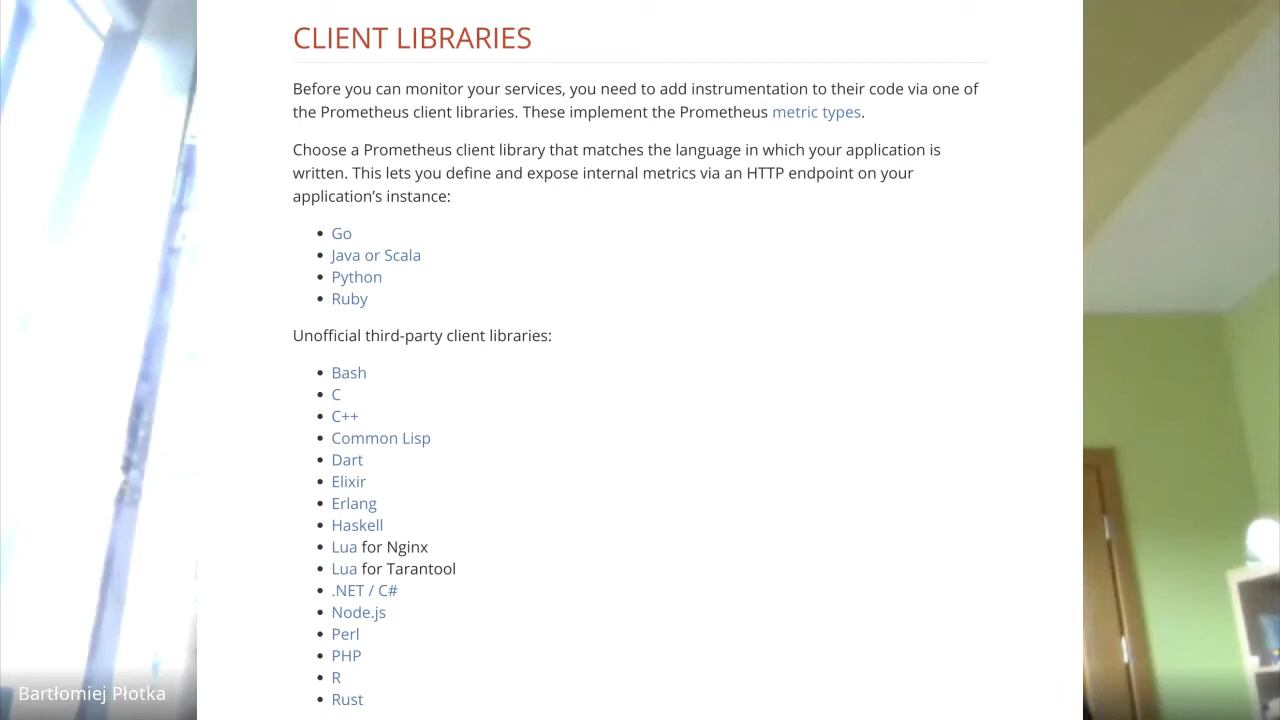 CLIENT LIBRARIES
Before you can monitor your services, you need to add instrumentation to their code via one of
the Prometheus client libraries. These implement the Prometheus metric types.
Choose a Prometheus client library that matches the language in which your application is
written. This lets you define and expose internal metrics via an HTTP endpoint on your
application’s instance:
• Go
• Java or Scala
• Python
• Ruby
Unofficial third-party client libraries:
• Bash
• C
• C++
• Common Lisp
• Dart
• Elixir
• Erlang
• Haskell
• Lua for Nginx
• Lua for Tarantool
• .NET / C#
• Node.js
• Perl
• PHP
• R
• Rust
Bartłomiej Płotka